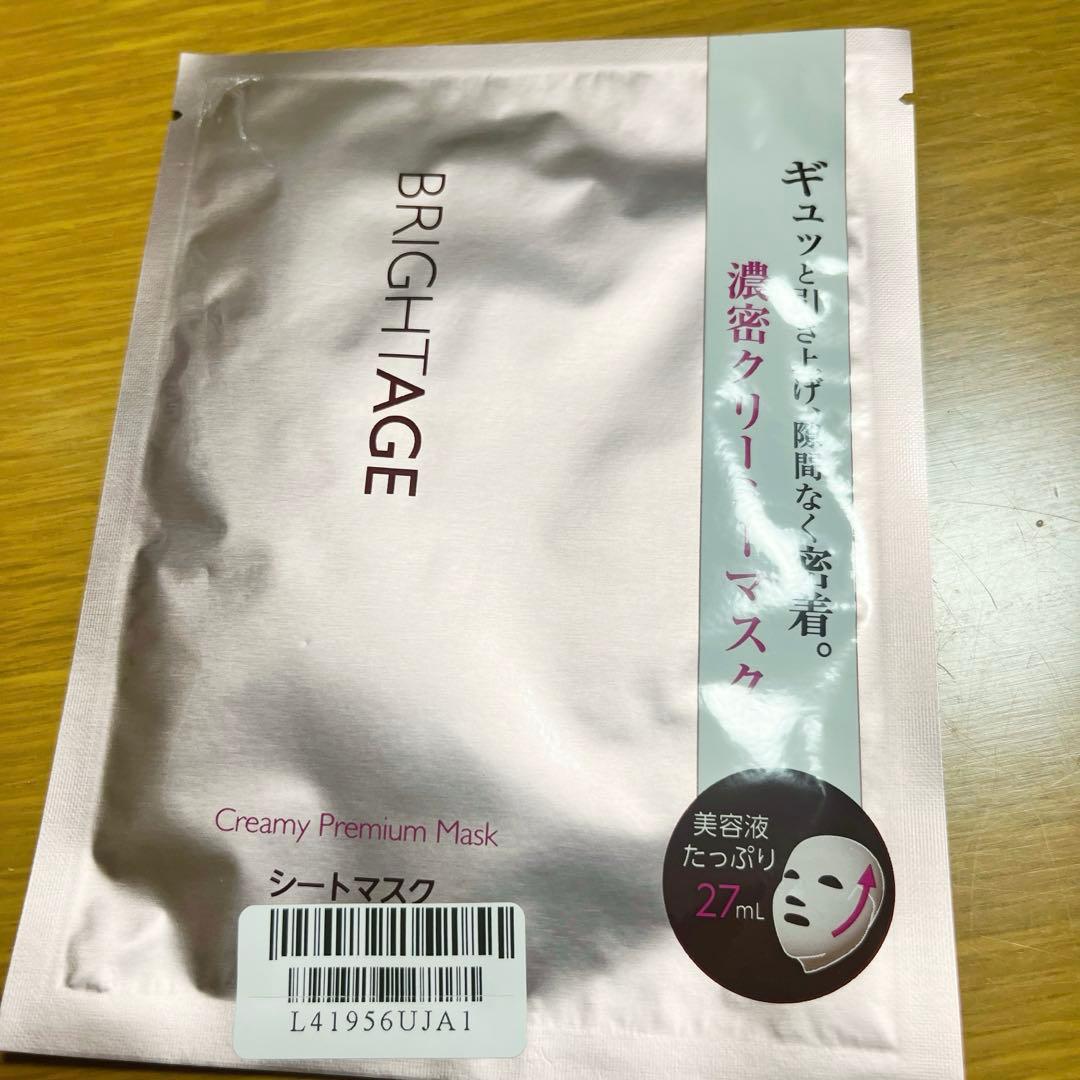 ギュッと引き上げ、隙間なく密着。
濃密クリーミーマスク
BRIGHTAGE
Creamy Premium Mask
シートマスク
美容液
たっぷり
27mL
L41956UJA1